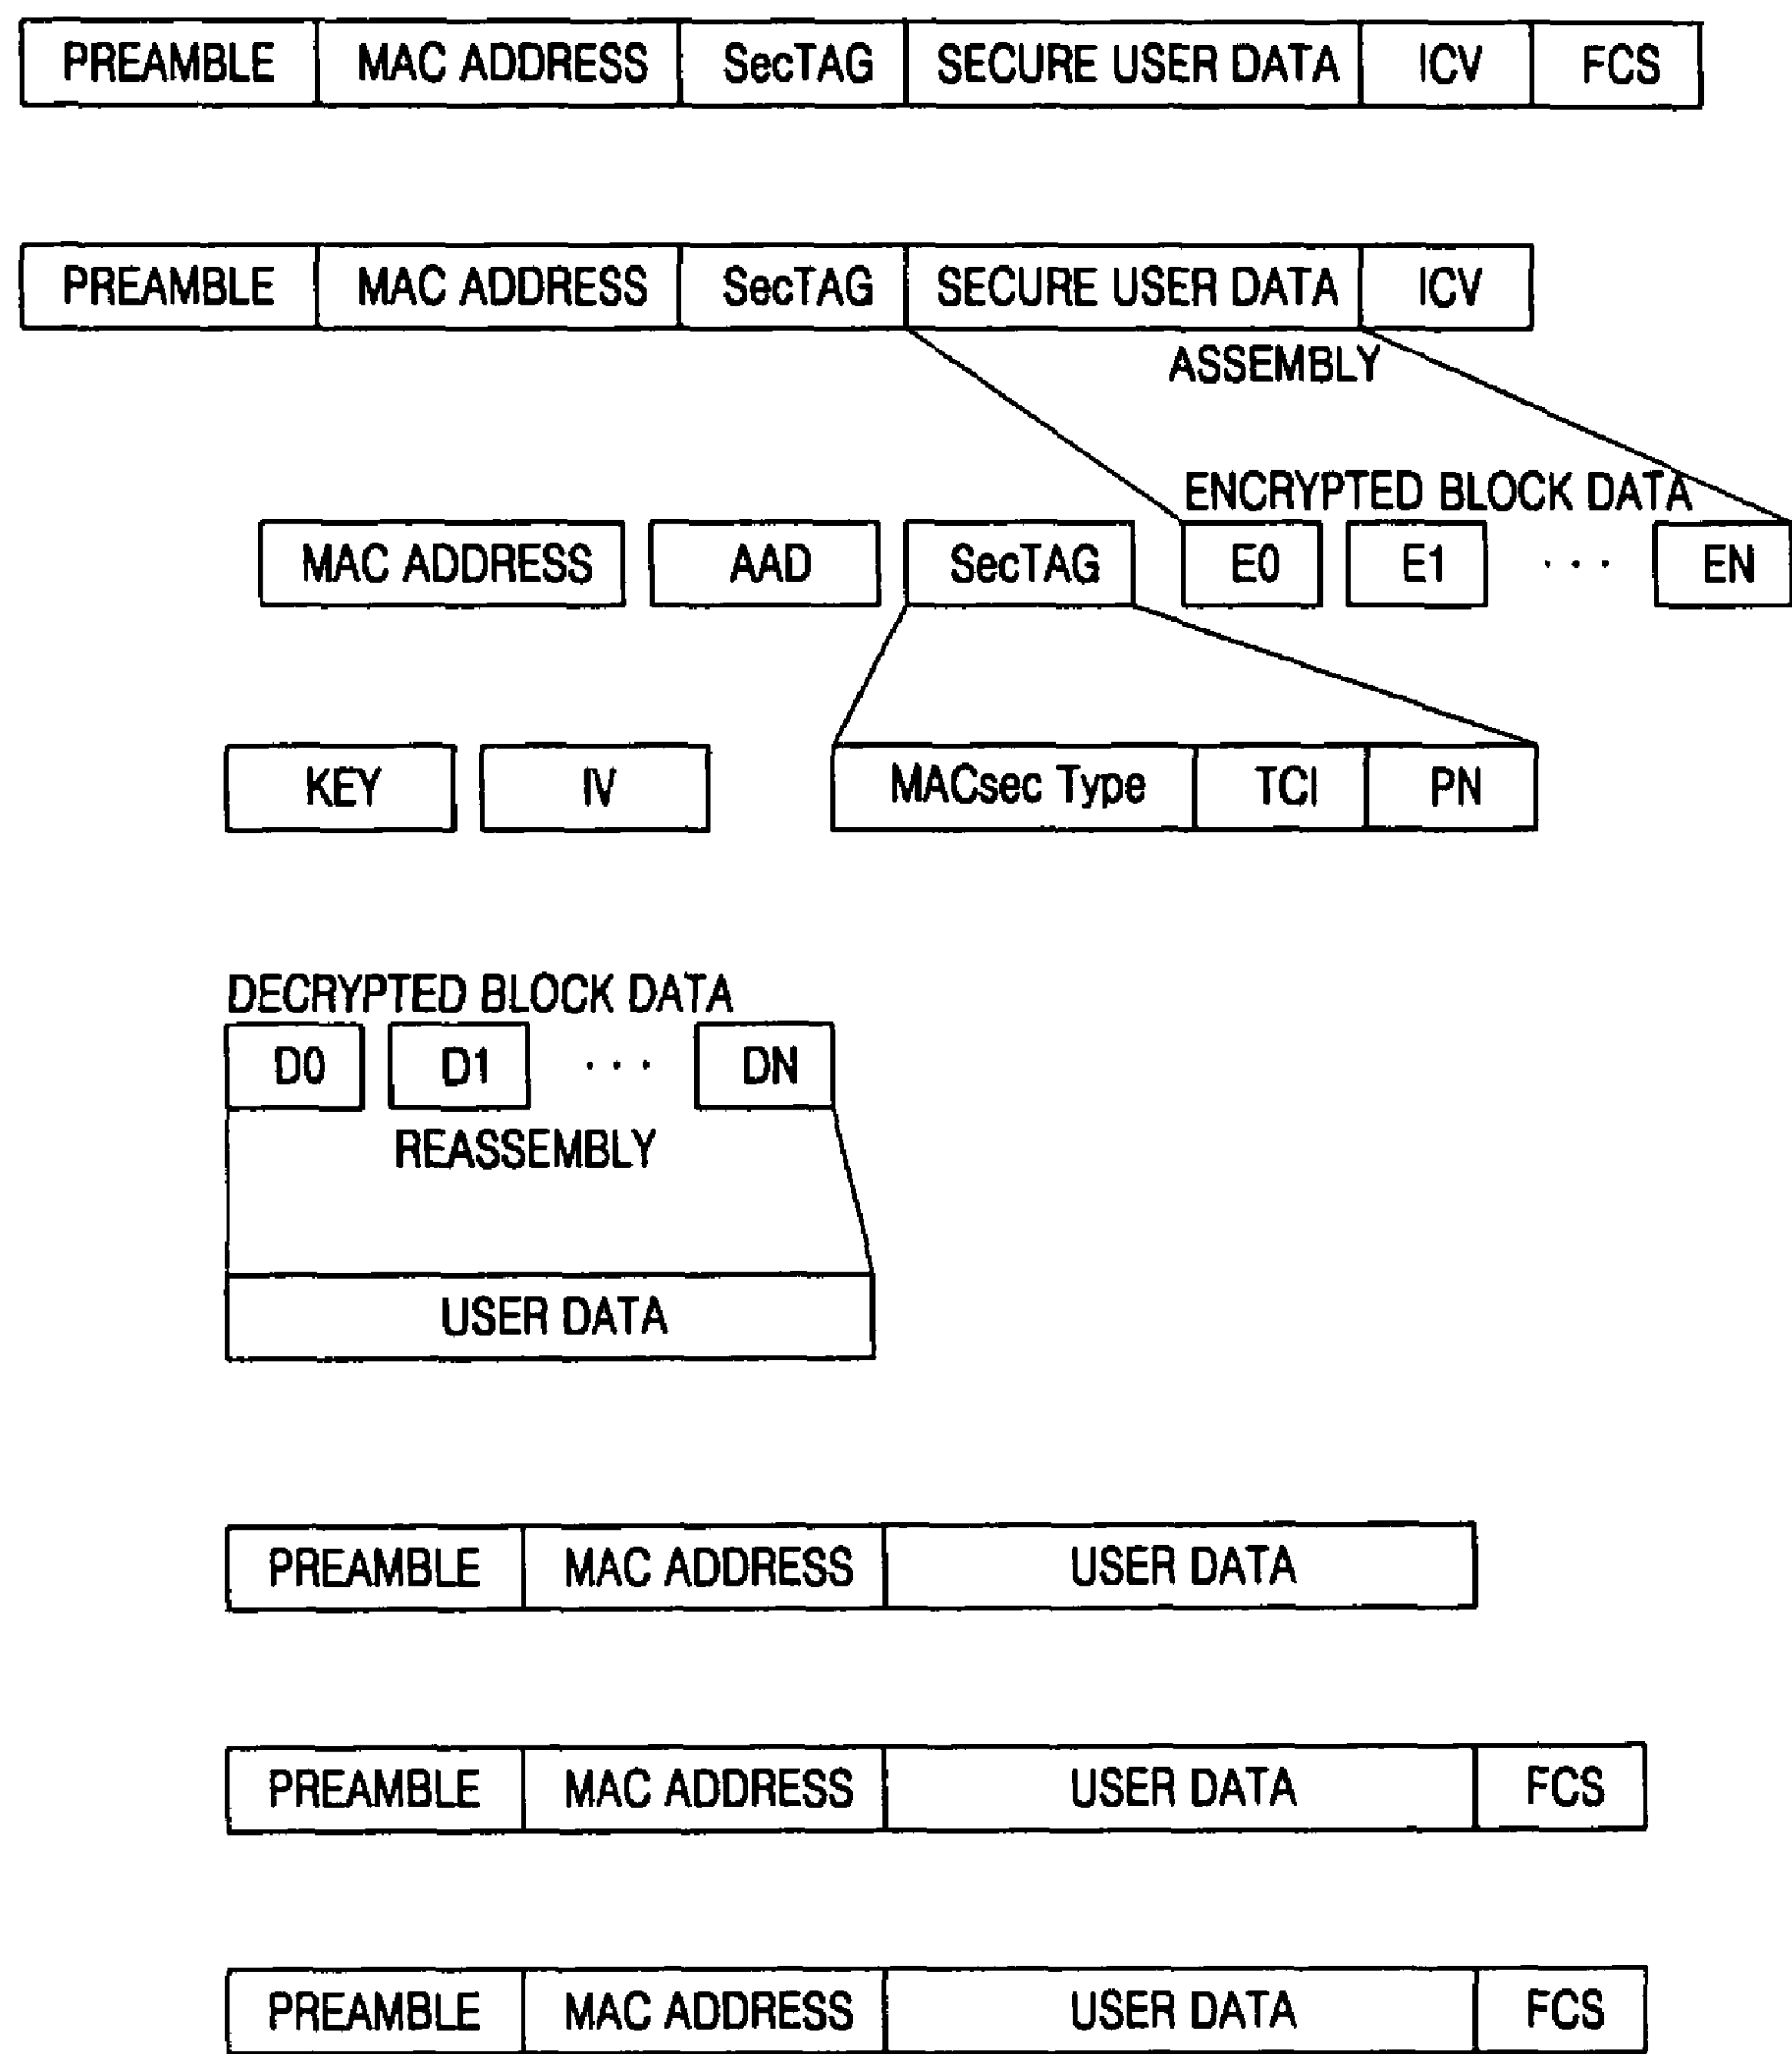 PREAMBLE MAC ADDRESS SecTAG SECURE USER DATA ICV FCS
PREAMBLE MAC ADDRESS SecTAG SECURE USER DATA ICV
ASSEMBLY
ENCRYPTED BLOCK DATA
MAC ADDRESS AAD SecTAG E0 E1 · · · EN
KEY IV MACsec Type TCI PN
DECRYPTED BLOCK DATA
D0 D1 · · · DN
REASSEMBLY
USER DATA
PREAMBLE MAC ADDRESS USER DATA
PREAMBLE MAC ADDRESS USER DATA FCS
PREAMBLE MAC ADDRESS USER DATA FCS